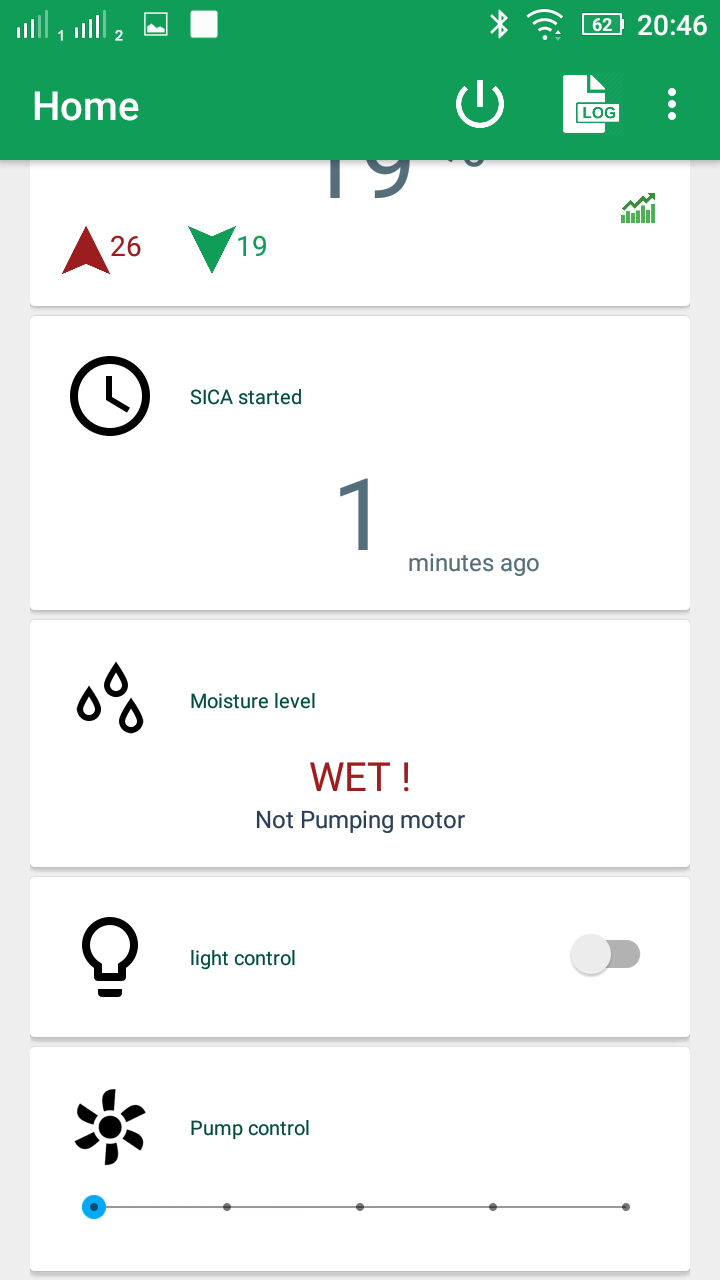 1 2 62 20:46
Home LOG
19
26 19
SICA started
1 minutes ago
Moisture level
WET !
Not Pumping motor
light control
Pump control